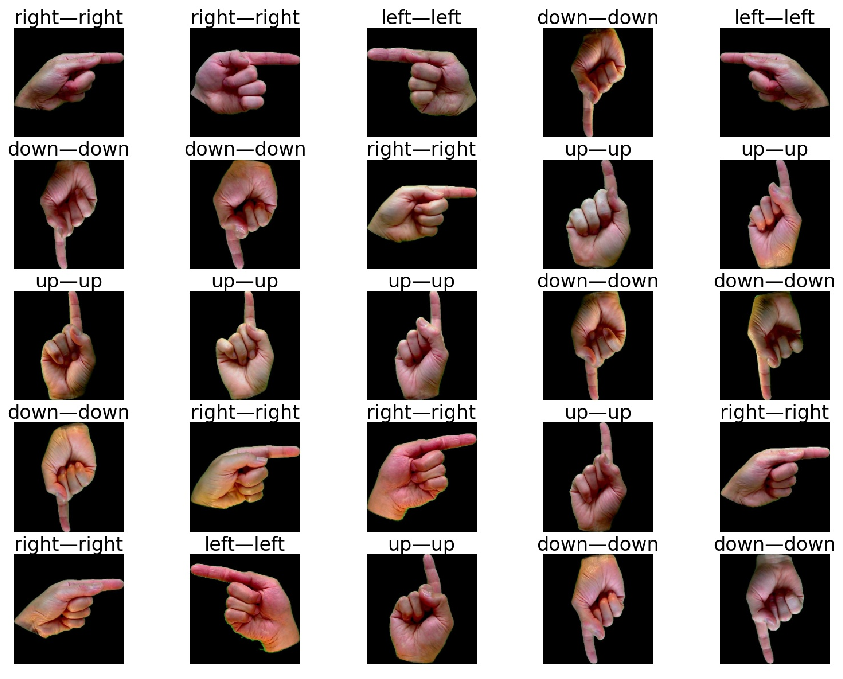 right—right right—right left—left down—down left—left
down—down down—down right—right up—up up—up
up—up up—up up—up down—down down—down
down—down right—right right—right up—up right—right
right—right left—left up—up down—down down—down